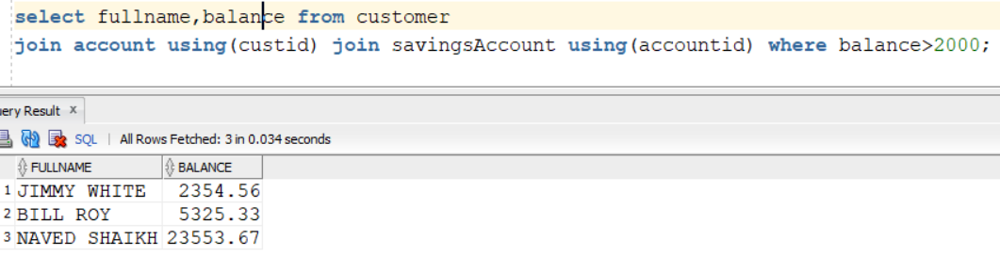 select fullname,balance from customer
join account using(custid) join savingsAccount using(accountid) where balance>2000;
ery Result x
SQL | All Rows Fetched: 3 in 0.034 seconds
FULLNAME BALANCE
1 JIMMY WHITE 2354.56
2 BILL ROY 5325.33
3 NAVED SHAIKH 23553.67